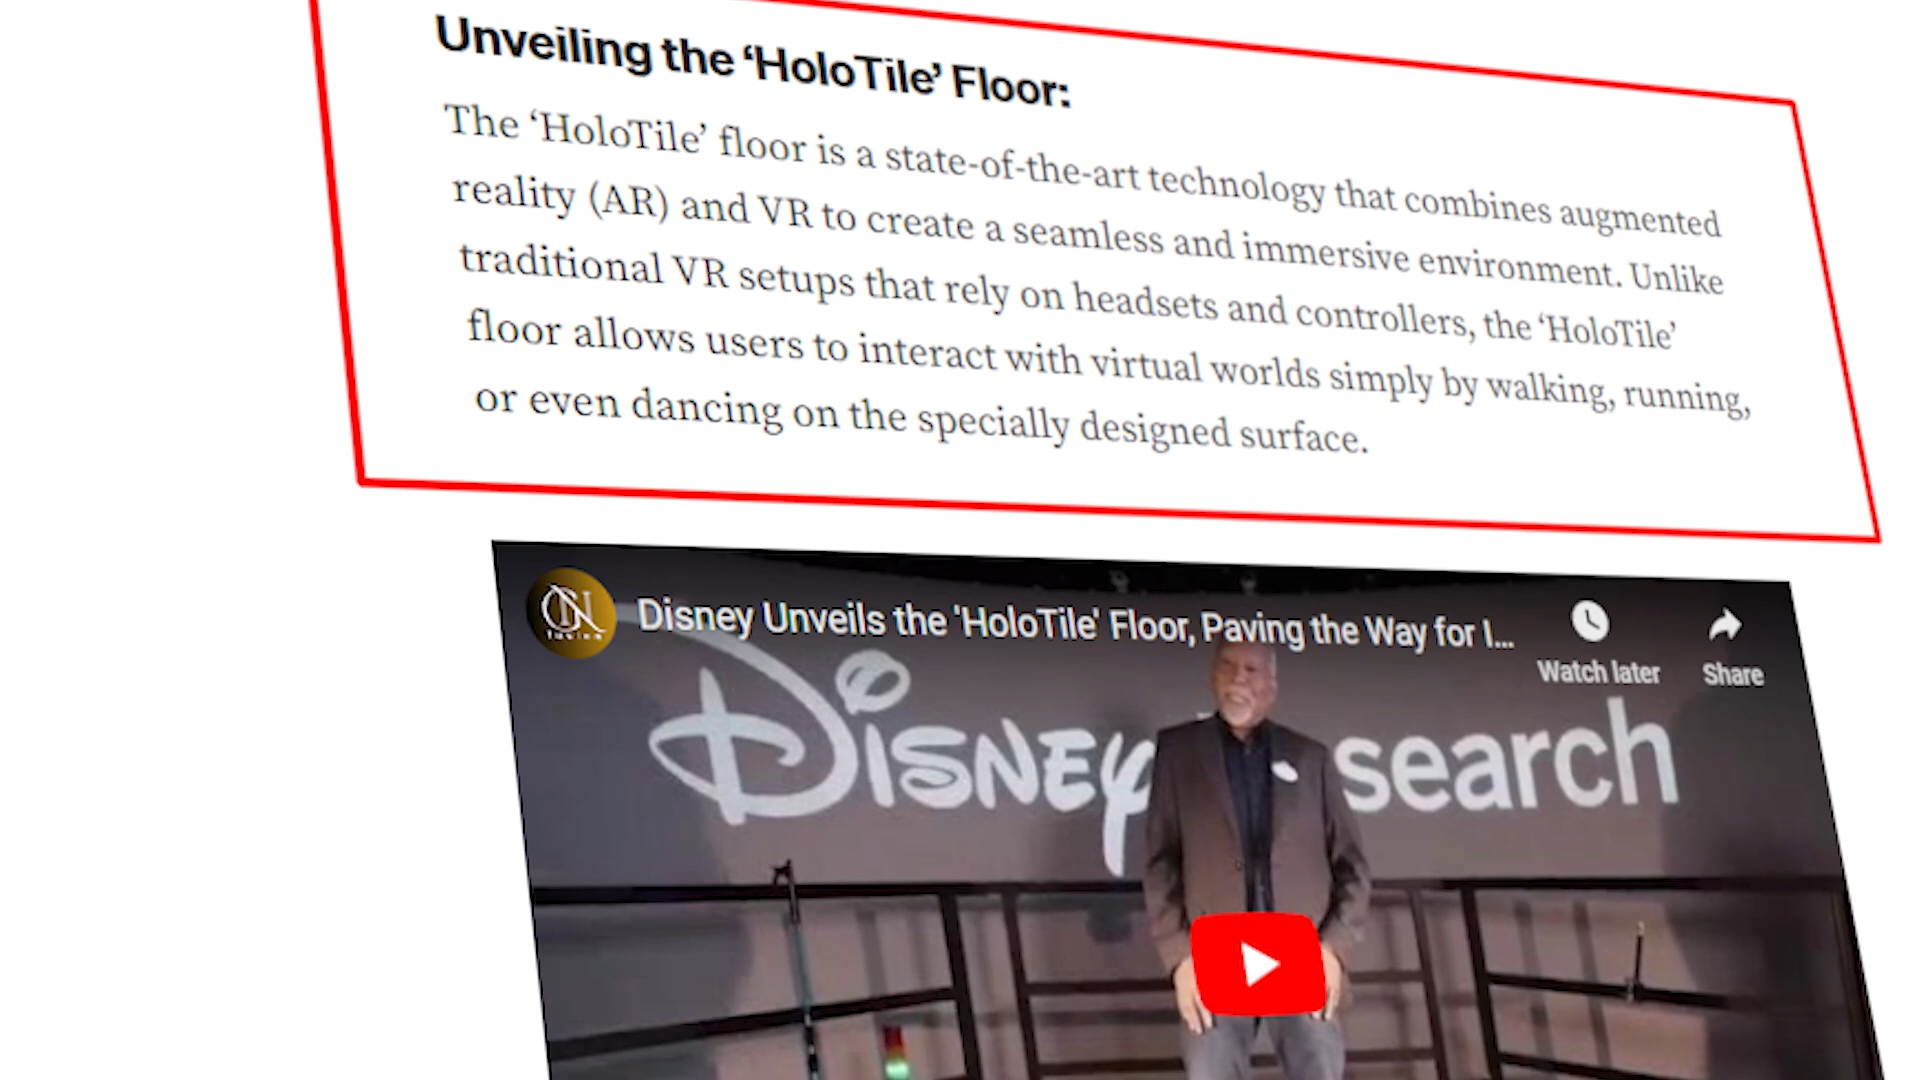 Unveiling the ‘HoloTile’ Floor:
The ‘HoloTile’ floor is a state-of-the-art technology that combines augmented
reality (AR) and VR to create a seamless and immersive environment. Unlike
traditional VR setups that rely on headsets and controllers, the ‘HoloTile’
floor allows users to interact with virtual worlds simply by walking, running,
or even dancing on the specially designed surface.
Disney Unveils the 'HoloTile' Floor, Paving the Way for I...
Watch later
Share
Disney search